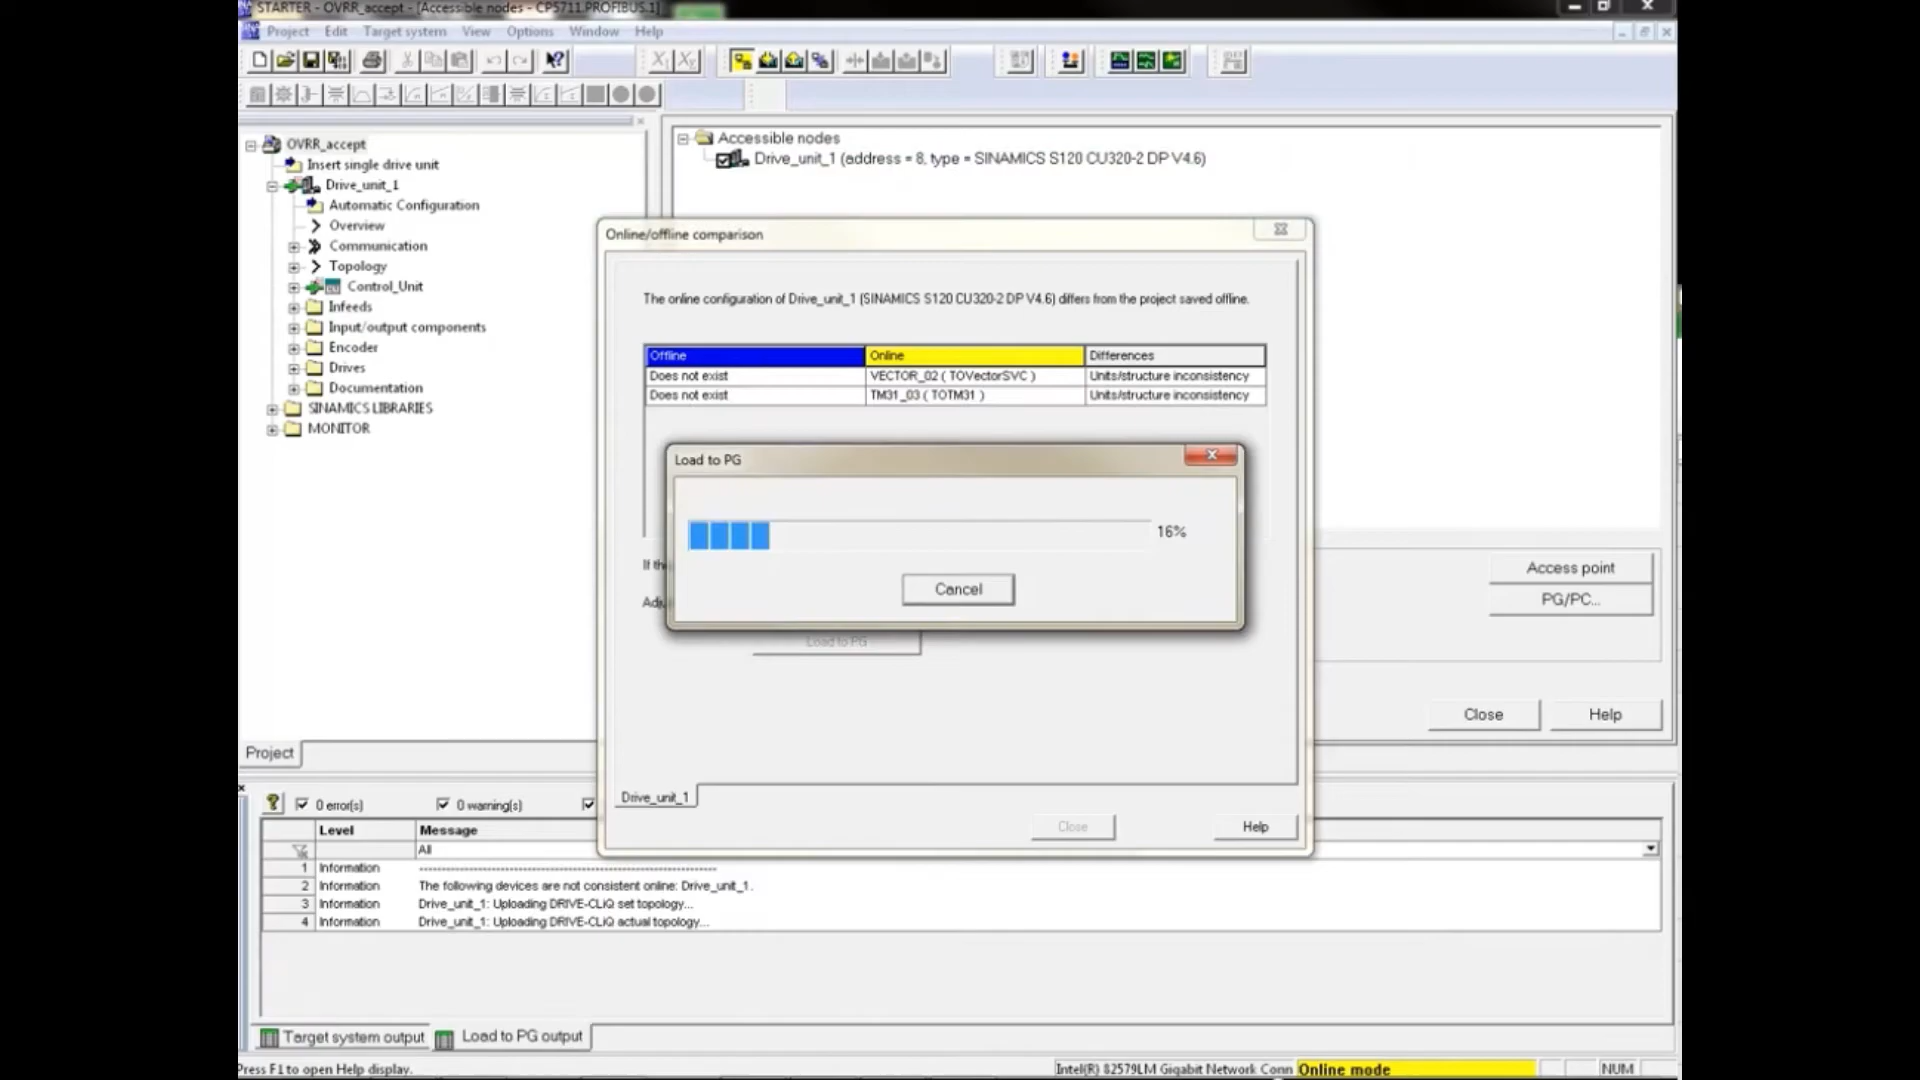 STARTER - OVRR_accept - [Accessible nodes - CP5711.PROFIBUS.1]
Project Edit Target system View Options Window Help
OVRR_accept
Insert single drive unit
Drive_unit_1
Automatic Configuration
Overview
Communication
Topology
Control_Unit
Infeeds
Input/output components
Encoder
Drives
Documentation
SINAMICS LIBRARIES
MONITOR
Project
Accessible nodes
Drive_unit_1 (address = 8, type = SINAMICS S120 CU320-2 DP V4.6)
Online/offline comparison
The online configuration of Drive_unit_1 (SINAMICS S120 CU320-2 DP V4.6) differs from the project saved offline.
Offline Online Differences
Does not exist VECTOR_02 ( TOVectorSVC ) Units/structure inconsistency
Does not exist TM31_03 ( TOTM31 ) Units/structure inconsistency
Load to PG
16%
Cancel
If
Load to PG
Drive_unit_1
Close Help
Access point
PG/PC...
Close Help
0 error(s) 0 warning(s)
Level Message
All
1 Information ----------------------------------------------------------------------
2 Information The following devices are not consistent online: Drive_unit_1.
3 Information Drive_unit_1: Uploading DRIVE-CLiQ set topology...
4 Information Drive_unit_1: Uploading DRIVE-CLiQ actual topology...
Target system output Load to PG output
Press F1 to open Help display. Intel(R) 82579LM Gigabit Network Conn Online mode NUM